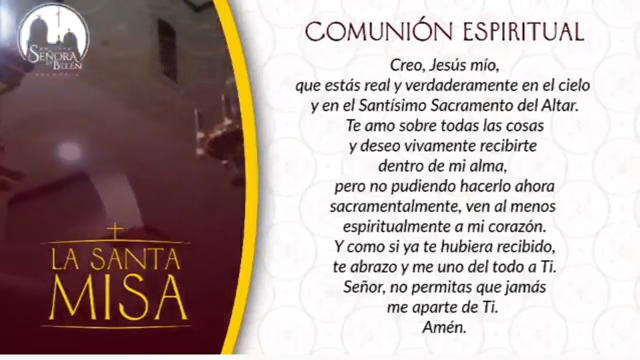 SEÑORA
DE BELÉN
LA SANTA
MISA
COMUNIÓN ESPIRITUAL
Creo, Jesús mío,
que estás real y verdaderamente en el cielo
y en el Santísimo Sacramento del Altar.
Te amo sobre todas las cosas
y deseo vivamente recibirte
dentro de mi alma,
pero no pudiendo hacerlo ahora
sacramentalmente, ven al menos
espiritualmente a mi corazón.
Y como si ya te hubiera recibido,
te abrazo y me uno del todo a Ti.
Señor, no permitas que jamás
me aparte de Ti.
Amén.